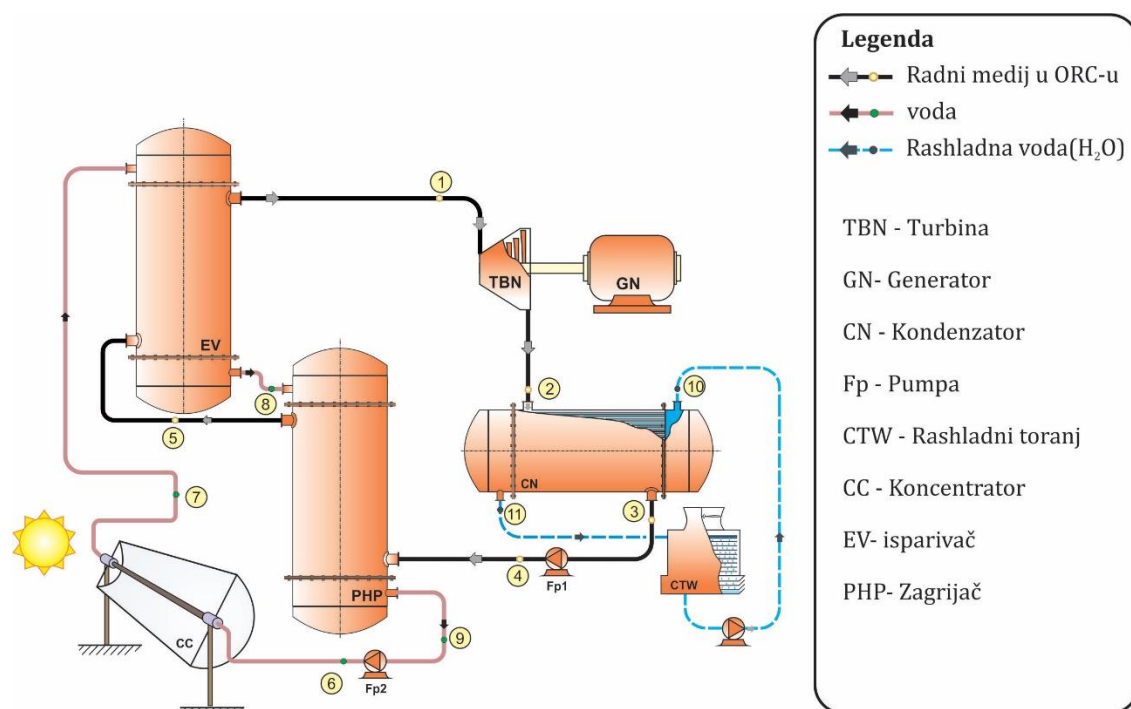 1
TBN
GN
EV
8
5
2
10
7
CN
11
3
CTW
4
Fp1
PHP
9
CC
6
Fp2
Legenda
Radni medij u ORC-u
voda
Rashladna voda(H₂O)
TBN - Turbina
GN- Generator
CN - Kondenzator
Fp - Pumpa
CTW - Rashladni toranj
CC - Koncentrator
EV- isparivač
PHP- Zagrijač